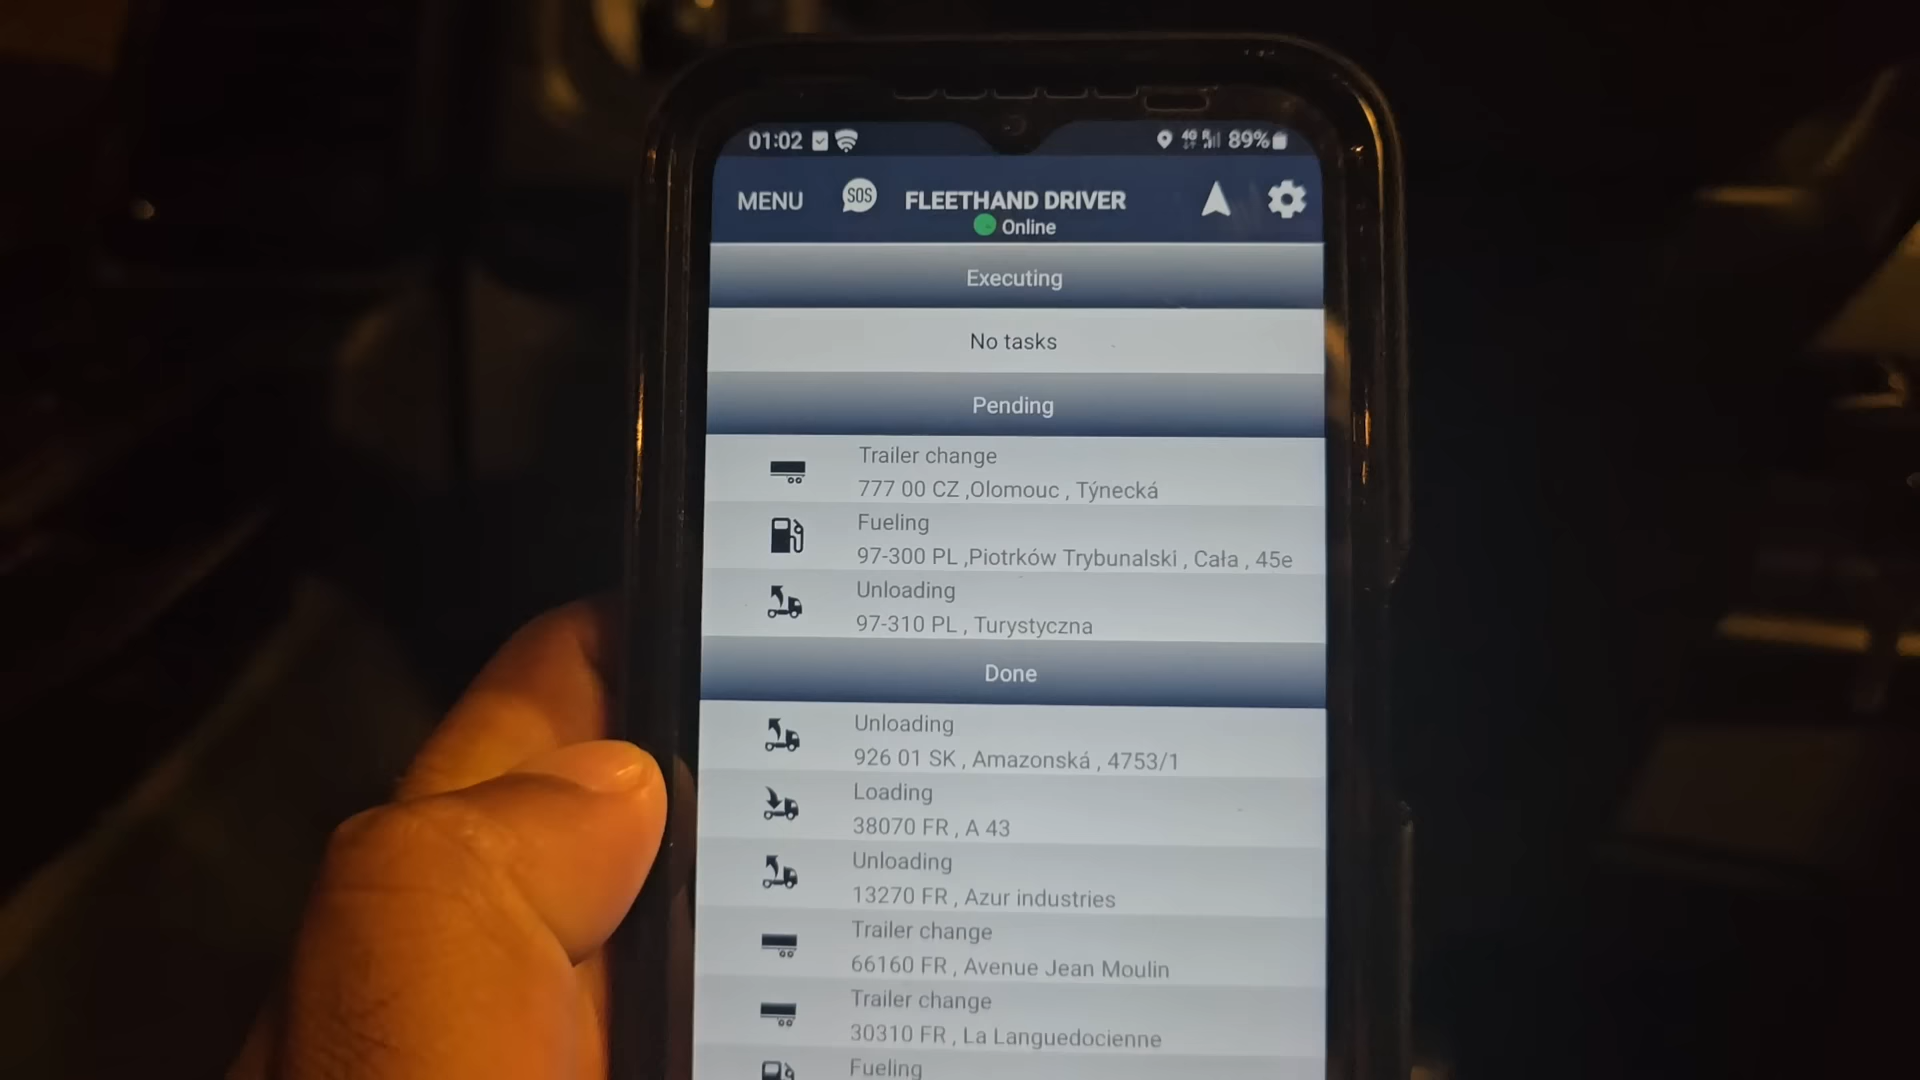 01:02 89%
MENU SOS FLEETHAND DRIVER
Online
Executing
No tasks
Pending
Trailer change
777 00 CZ ,Olomouc , Týnecká
Fueling
97-300 PL ,Piotrków Trybunalski , Cała , 45e
Unloading
97-310 PL , Turystyczna
Done
Unloading
926 01 SK , Amazonská , 4753/1
Loading
38070 FR , A 43
Unloading
13270 FR , Azur industries
Trailer change
66160 FR , Avenue Jean Moulin
Trailer change
30310 FR , La Languedocienne
Fueling